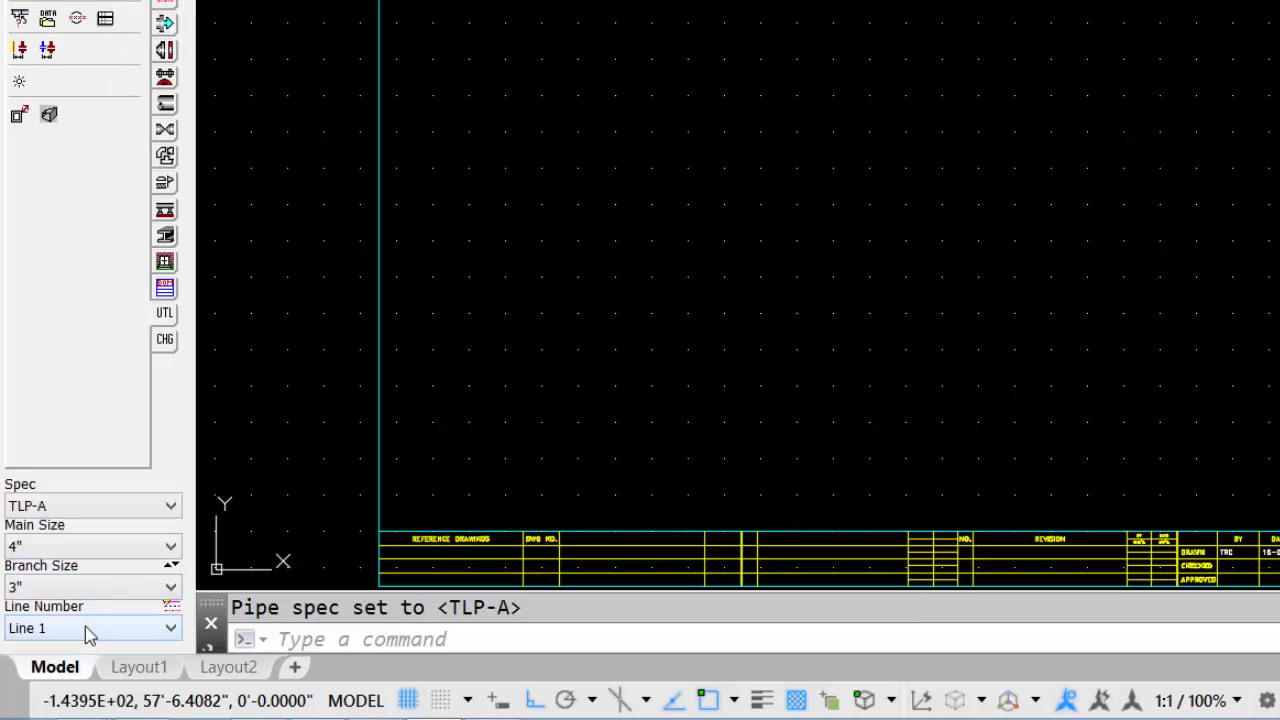 DATA
UTL
CHG
Spec
TLP-A
Main Size
4"
Branch Size
3"
Line Number
Line 1
Y
X
REFERENCE DRAWINGS
DWG NO.
NO.
REVISION
DRAWN
TRC
CHECKED
APPROVED
Pipe spec set to <TLP-A>
Type a command
Model
Layout1
Layout2
-1.4395E+02, 57'-6.4082", 0'-0.0000"
MODEL
1:1 / 100%